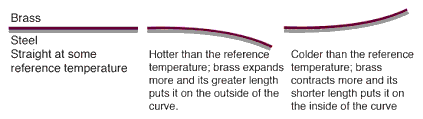 Brass
Steel
Straight at some
reference temperature
Hotter than the reference
temperature; brass expands
more and its greater length
puts it on the outside of the
curve.
Colder than the reference
temperature; brass
contracts more and its
shorter length puts it on
the inside of the curve